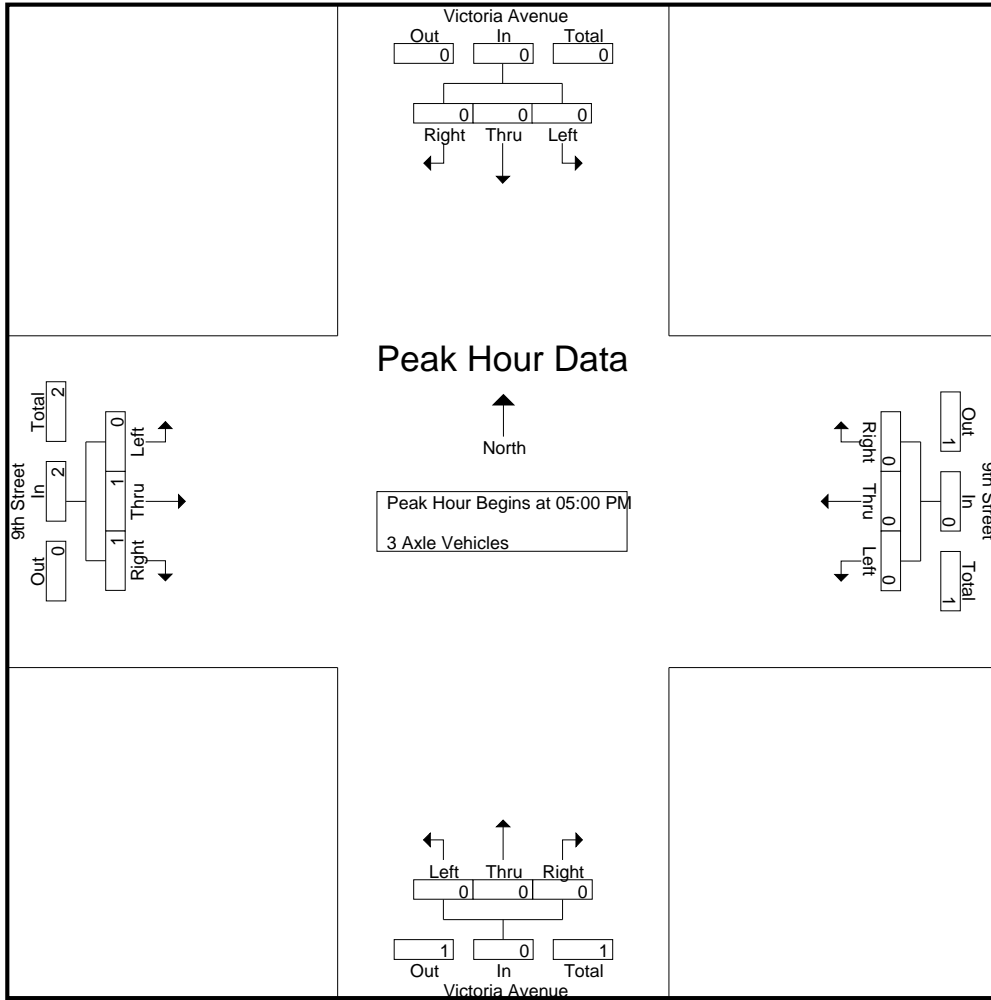 Victoria Avenue
Out In Total
0 0 0
0 0 0
Right Thru Left
Peak Hour Data
North
Peak Hour Begins at 05:00 PM
3 Axle Vehicles
9th Street
Total In Out
2 2 0
0 1 1
Left Thru Right
9th Street
Out In Total
1 0 1
0 0 0
Right Thru Left
Left Thru Right
0 0 0
1 0 1
Out In Total
Victoria Avenue